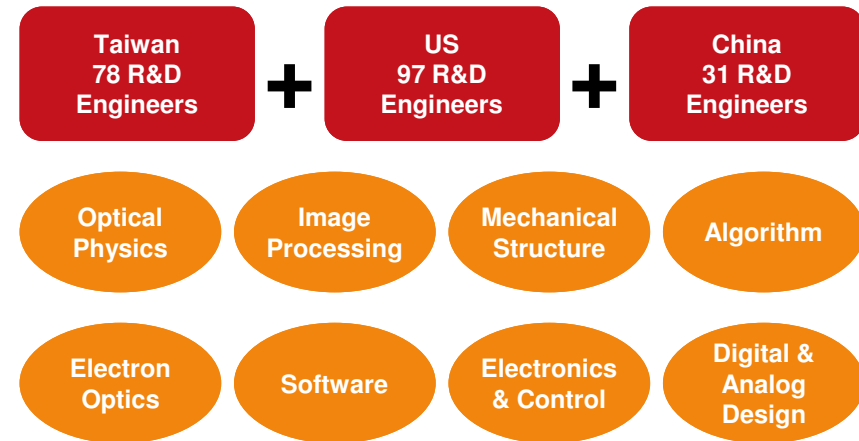 Taiwan
78 R&D
Engineers
+
US
97 R&D
Engineers
+
China
31 R&D
Engineers
Optical
Physics
Image
Processing
Mechanical
Structure
Algorithm
Electron
Optics
Software
Electronics
& Control
Digital &
Analog
Design